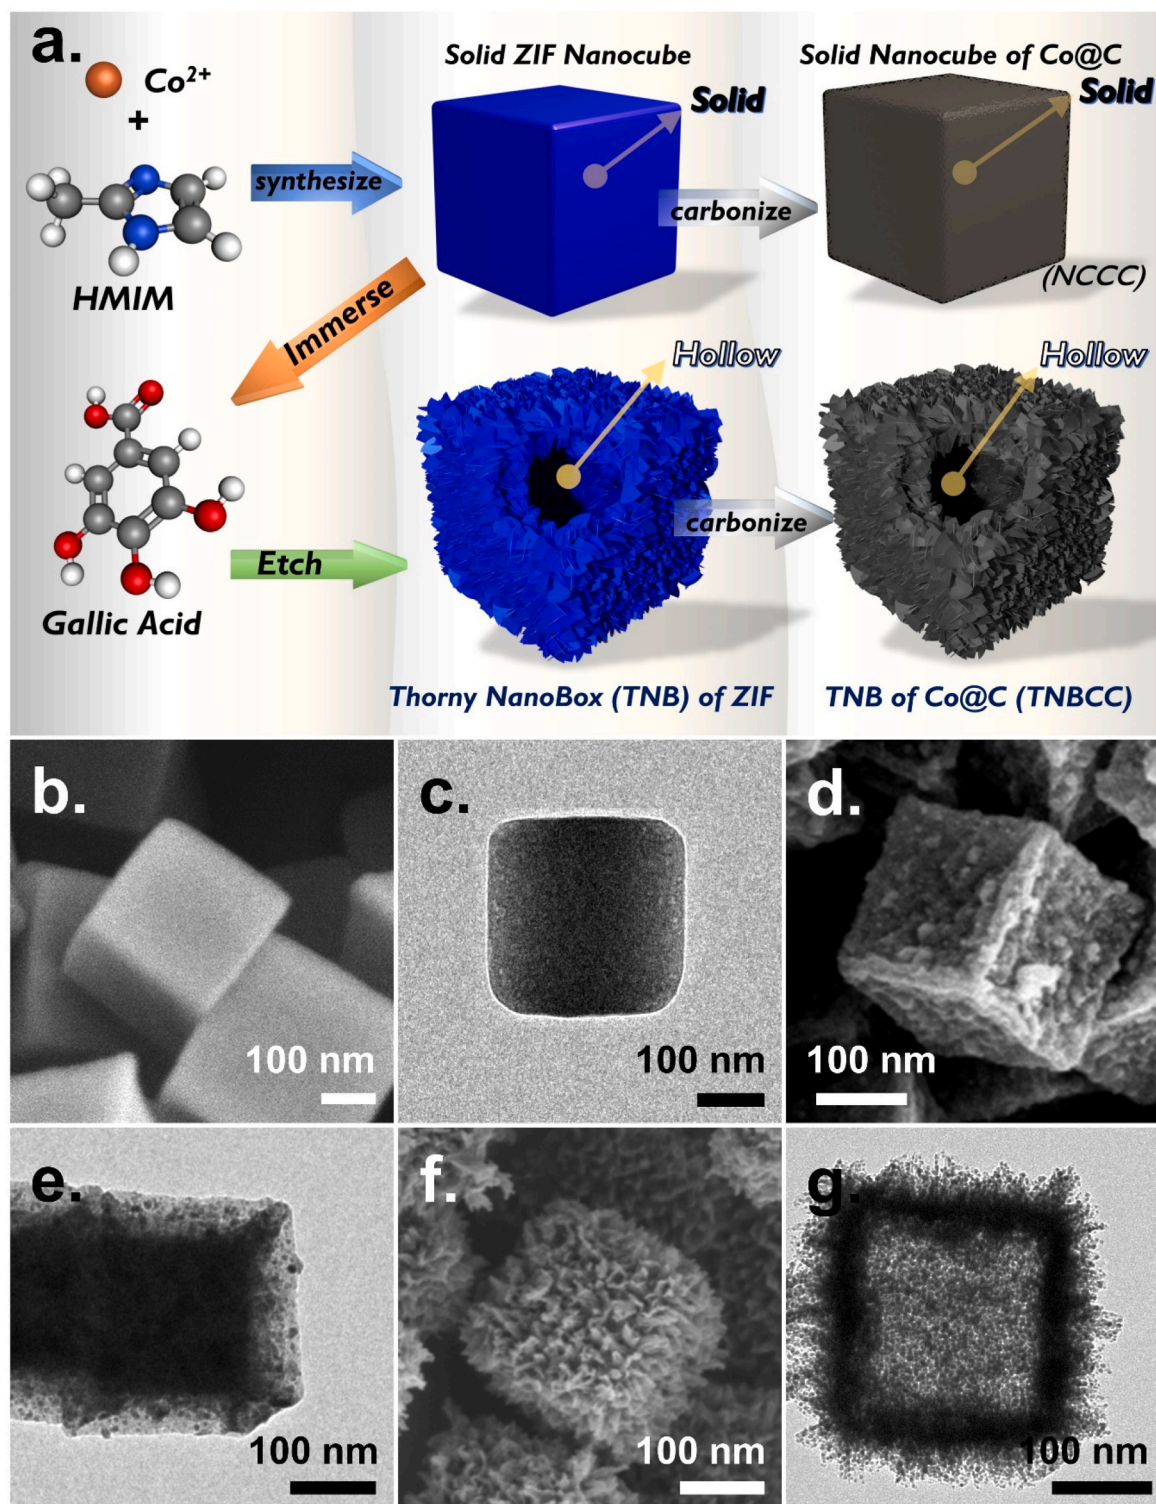 a.
Co²⁺
+
HMIM
synthesize
Solid ZIF Nanocube
Solid
carbonize
Solid Nanocube of Co@C
Solid
(NCCC)
Immerse
Gallic Acid
Etch
Hollow
carbonize
Hollow
Thorny NanoBox (TNB) of ZIF
TNB of Co@C (TNBCC)
b.
100 nm
c.
100 nm
d.
100 nm
e.
100 nm
f.
100 nm
g.
100 nm